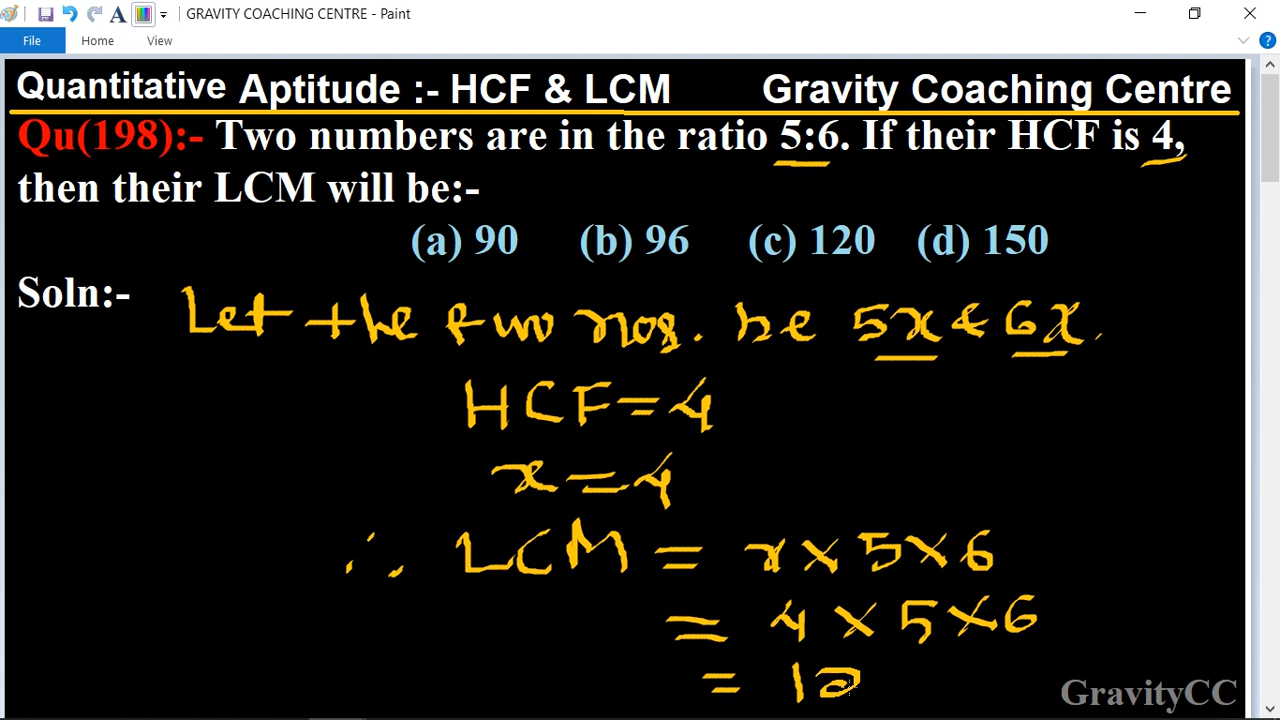 GRAVITY COACHING CENTRE - Paint
File Home View
Quantitative Aptitude :- HCF & LCM Gravity Coaching Centre
Qu(198):- Two numbers are in the ratio 5:6. If their HCF is 4,
then their LCM will be:-
(a) 90 (b) 96 (c) 120 (d) 150
Soln:- Let the two nos. be 5x & 6x.
HCF = 4
x = 4
∴ LCM = x × 5 × 6
= 4 × 5 × 6
= 12
GravityCC